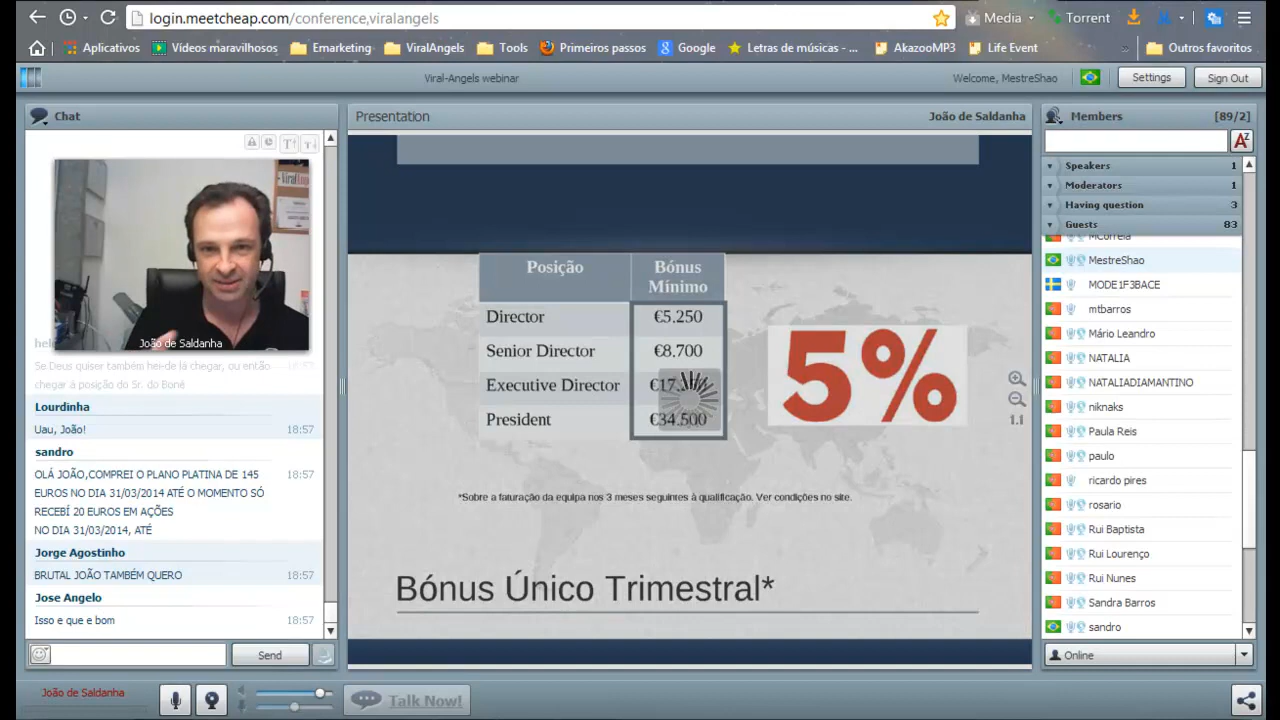 login.meetcheap.com/conference,viralangels
Media
Torrent
Aplicativos
Vídeos maravilhosos
Emarketing
ViralAngels
Tools
Primeiros passos
Google
Letras de músicas - ...
AkazooMP3
Life Event
»
Outros favoritos
Viral-Angels webinar
Welcome, MestreShao
Settings
Sign Out
Chat
Presentation
João de Saldanha
Members
[89/2]
João de Saldanha
Se Deus quiser também hei-de lá chegar, ou então 18:57
chegar à posição do Sr. do Boné
Lourdinha
Uau, João! 18:57
sandro
OLÁ JOÃO,COMPREI O PLANO PLATINA DE 145 18:57
EUROS NO DIA 31/03/2014 ATÉ O MOMENTO SÓ
RECEBÍ 20 EUROS EM AÇÕES
NO DIA 31/03/2014, ATÉ
Jorge Agostinho
BRUTAL JOÃO TAMBÉM QUERO 18:57
Jose Angelo
Isso e que e bom 18:57
Send
João de Saldanha
Talk Now!
Posição Bónus
Mínimo
Director €5.250
Senior Director €8.700
Executive Director
President €34.500
5%
1.1
*Sobre a faturação da equipa nos 3 meses seguintes à qualificação. Ver condições no site.
Bónus Único Trimestral*
Speakers 1
Moderators 1
Having question 3
Guests 83
MCorreia
MestreShao
MODE1F3BACE
mtbarros
Mário Leandro
NATALIA
NATALIADIAMANTINO
niknaks
Paula Reis
paulo
ricardo pires
rosario
Rui Baptista
Rui Lourenço
Rui Nunes
Sandra Barros
sandro
Online